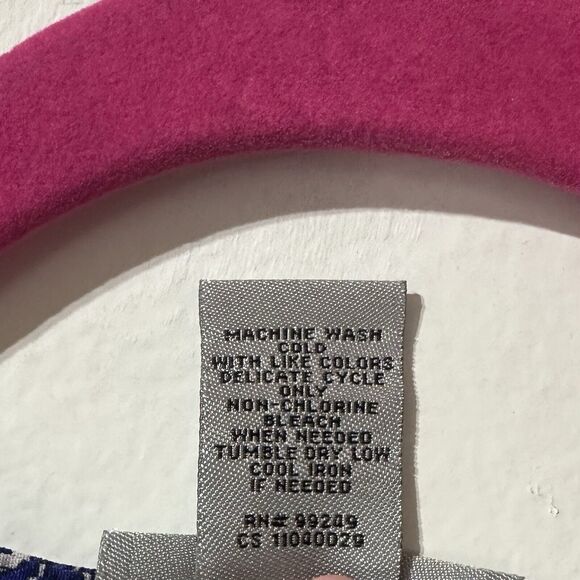 MACHINE WASH
COLD
WITH LIKE COLORS
DELICATE CYCLE
ONLY
NON-CHLORINE
BLEACH
WHEN NEEDED
TUMBLE DRY LOW
COOL IRON
IF NEEDED
RN# 99249
CS 11040D29